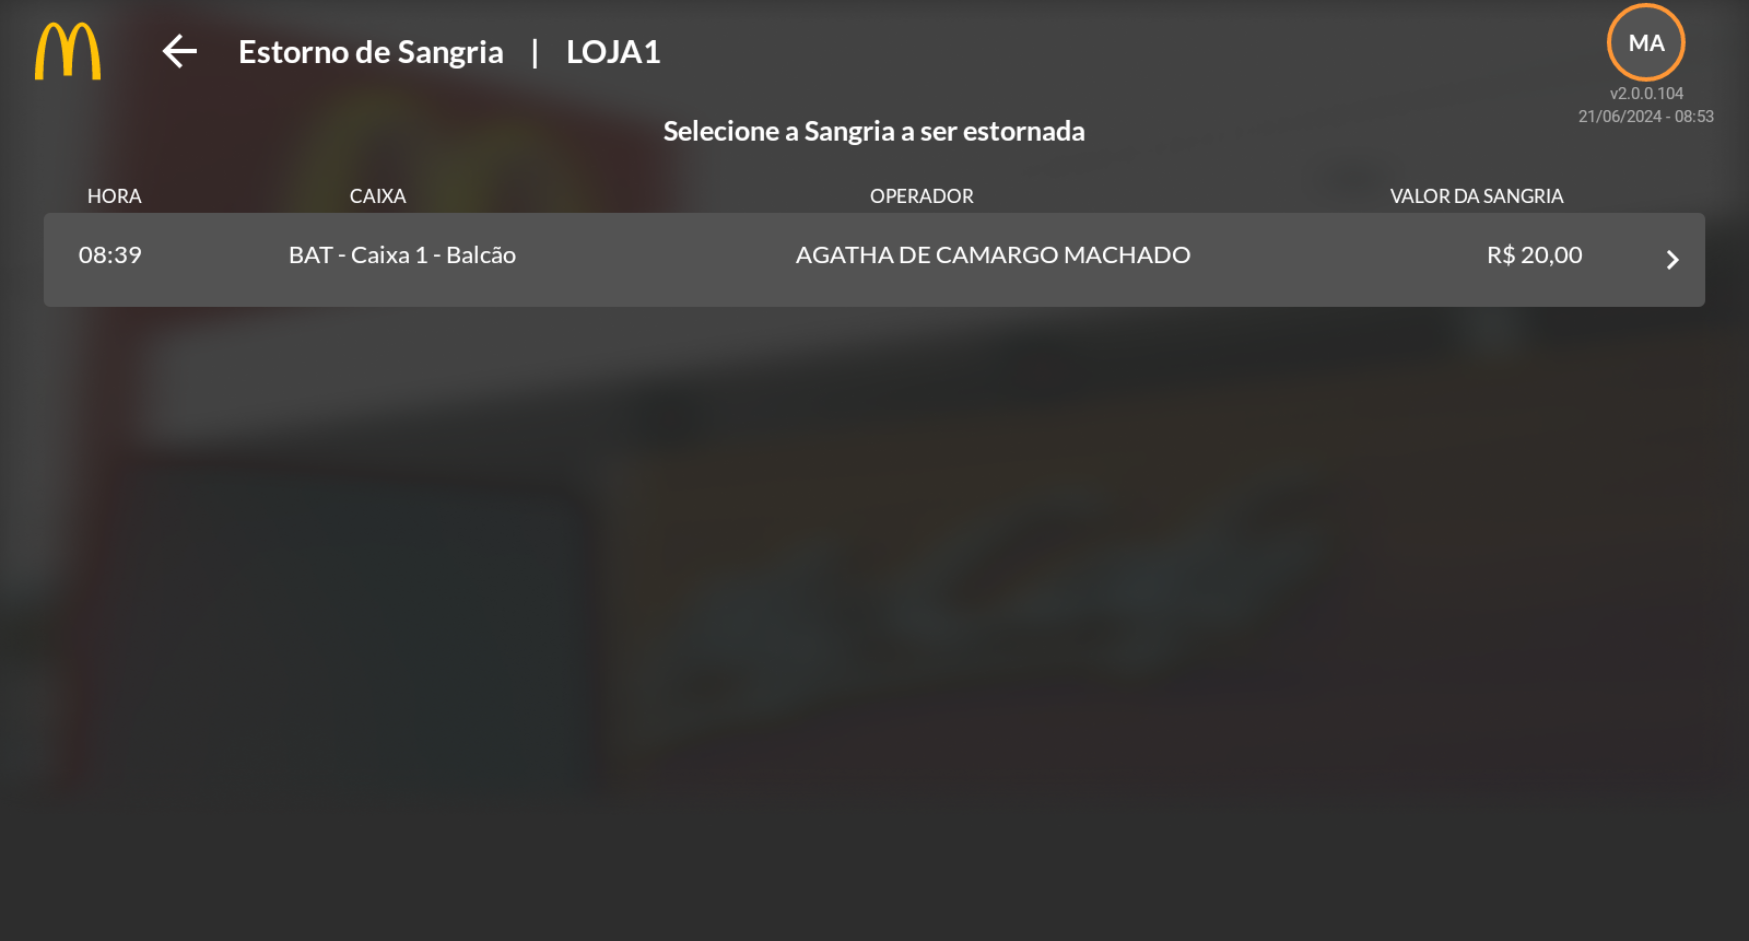 Estorno de Sangria | LOJA1
MA
v2.0.0.104
21/06/2024 - 08:53
Selecione a Sangria a ser estornada
HORA CAIXA OPERADOR VALOR DA SANGRIA
08:39 BAT - Caixa 1 - Balcão AGATHA DE CAMARGO MACHADO R$ 20,00